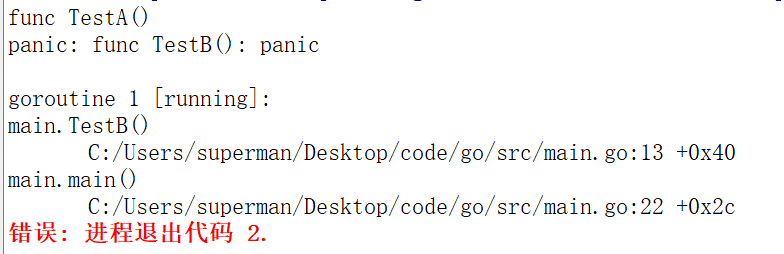 func TestA()
panic: func TestB(): panic
goroutine 1 [running]:
main.TestB()
C:/Users/superman/Desktop/code/go/src/main.go:13 +0x40
main.main()
C:/Users/superman/Desktop/code/go/src/main.go:22 +0x2c
错误: 进程退出代码 2.